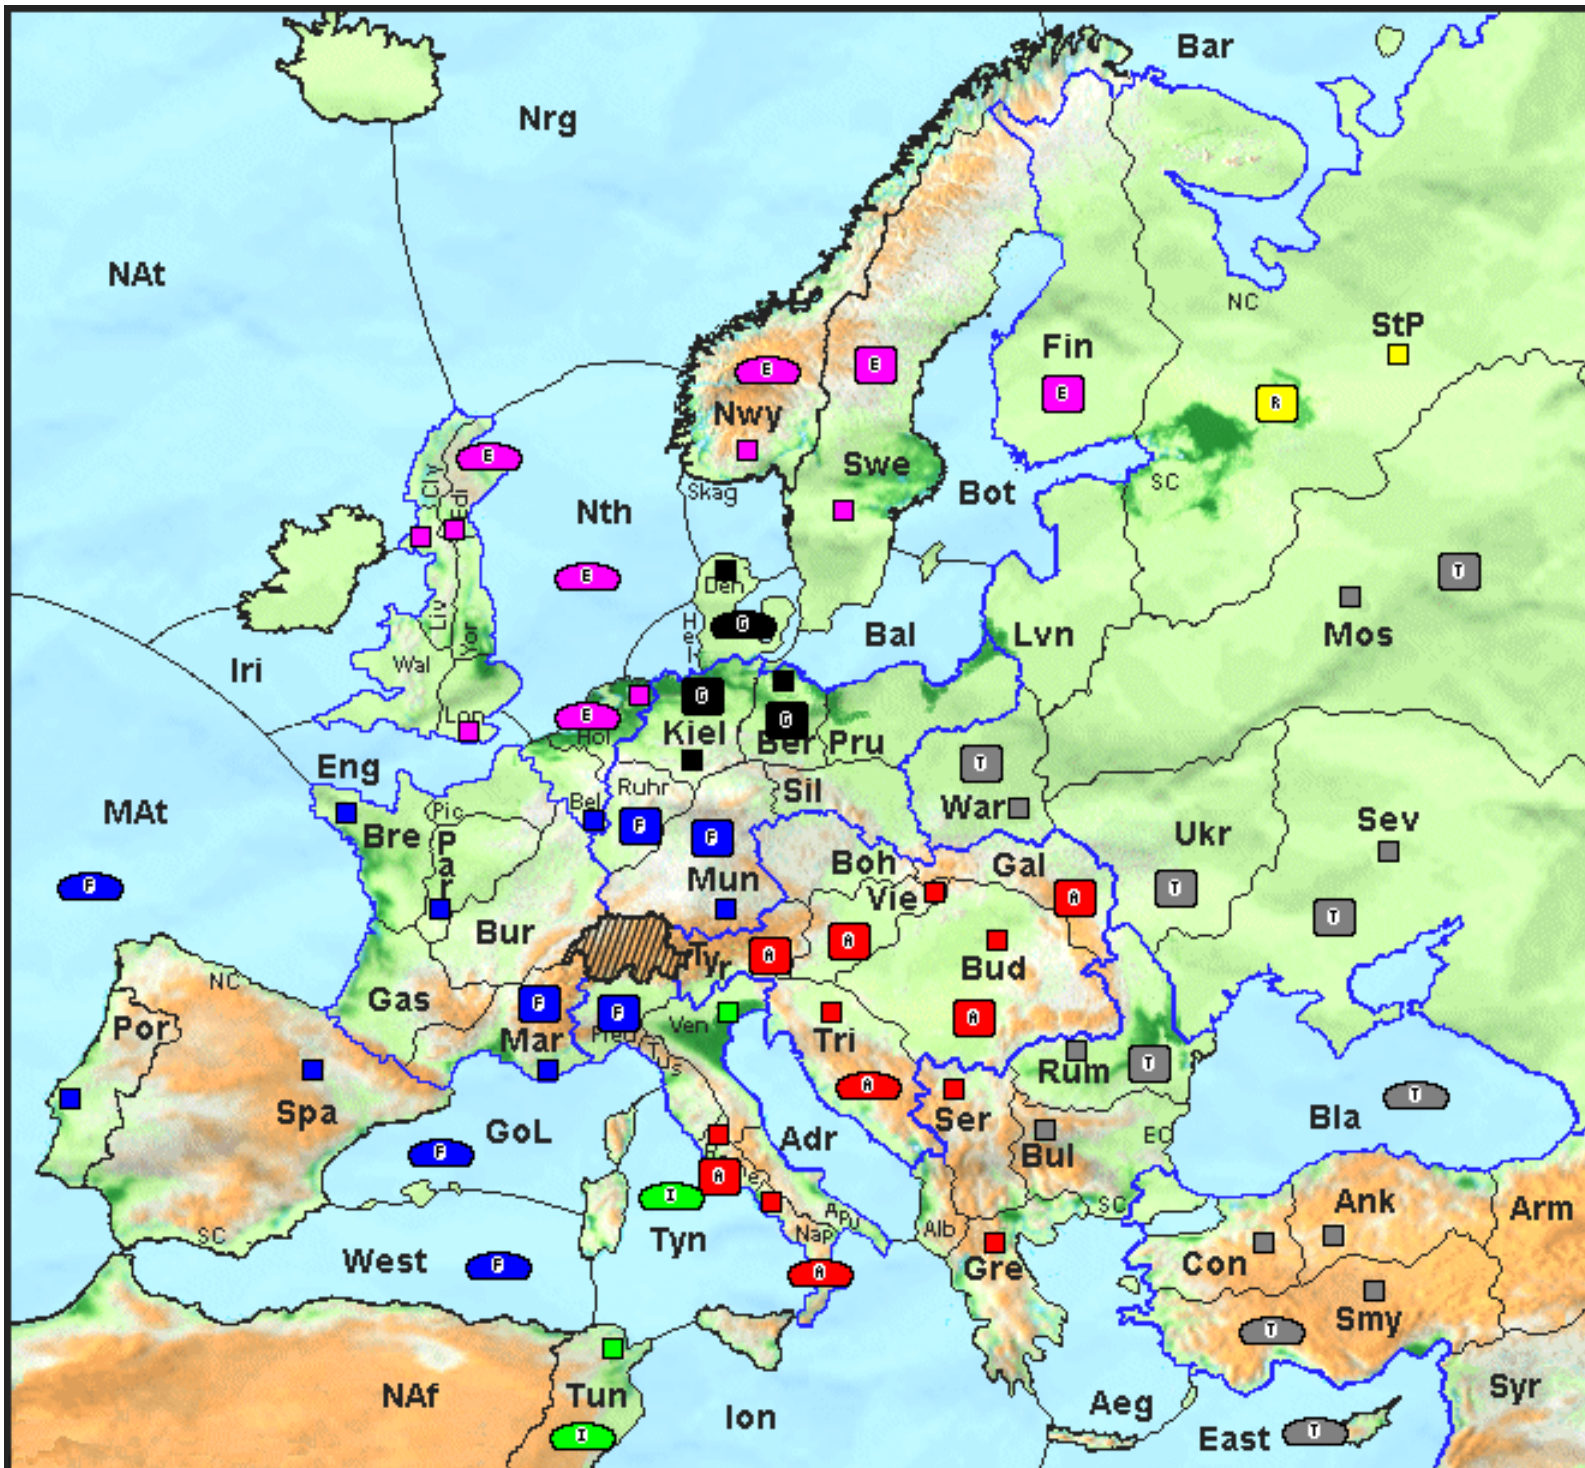 Bar
Nrg
NAt
NC
StP
Fin
E
E
E
R
Nwy
Swe
E
Cly
Edl
SC
Skag
Bot
Nth
T
E
Den
Hel
G
Liv
Yor
Wal
Bal
Lvn
Mos
Iri
Lon
E
Hol
G
Kiel
G
Ber
Pru
Eng
T
War
Ruhr
Sil
Bel
Pic
MAt
Bre
Par
F
F
Boh
Gal
Ukr
Sev
F
Mun
Vie
A
T
T
Bur
Tyr
A
A
Bud
NC
Gas
F
F
Mar
Pied
Ven
Tri
A
Por
Tus
Rum
T
Spa
A
Ser
T
Bla
GoL
Adr
Bul
EC
F
A
I
Ank
Arm
SC
West
Tyn
Apu
Nap
Alb
SC
Con
F
A
Gre
Smy
T
NAf
Tun
Ion
Aeg
Syr
I
East
T